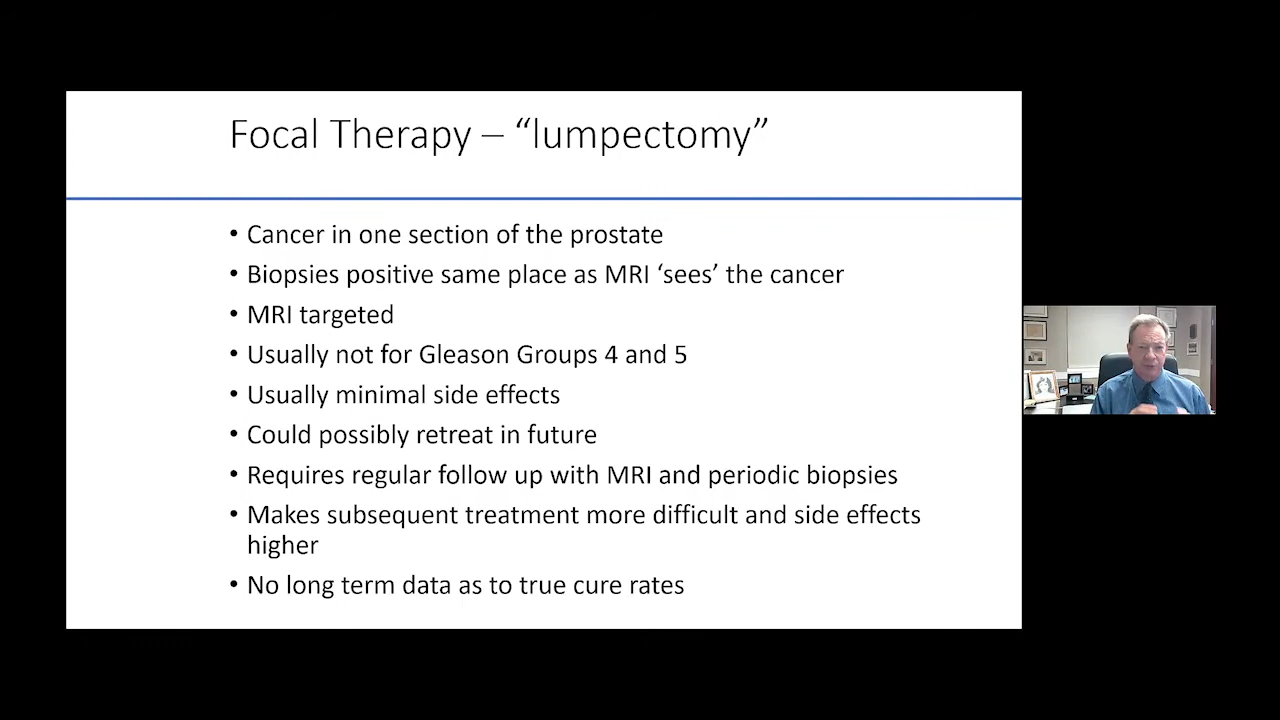 Focal Therapy – “lumpectomy”
• Cancer in one section of the prostate
• Biopsies positive same place as MRI ‘sees’ the cancer
• MRI targeted
• Usually not for Gleason Groups 4 and 5
• Usually minimal side effects
• Could possibly retreat in future
• Requires regular follow up with MRI and periodic biopsies
• Makes subsequent treatment more difficult and side effects
higher
• No long term data as to true cure rates